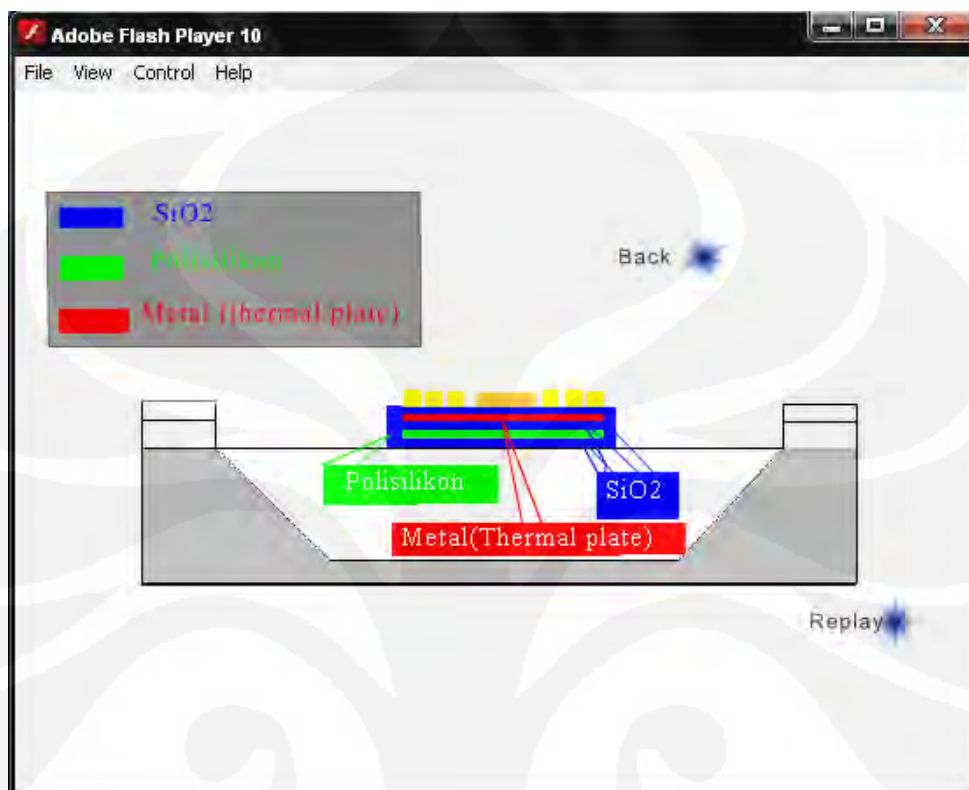 Adobe Flash Player 10
File View Control Help
SiO2
Polisilikon
Metal (thermal plate)
Back
Polisilikon
SiO2
Metal(Thermal plate)
Replay